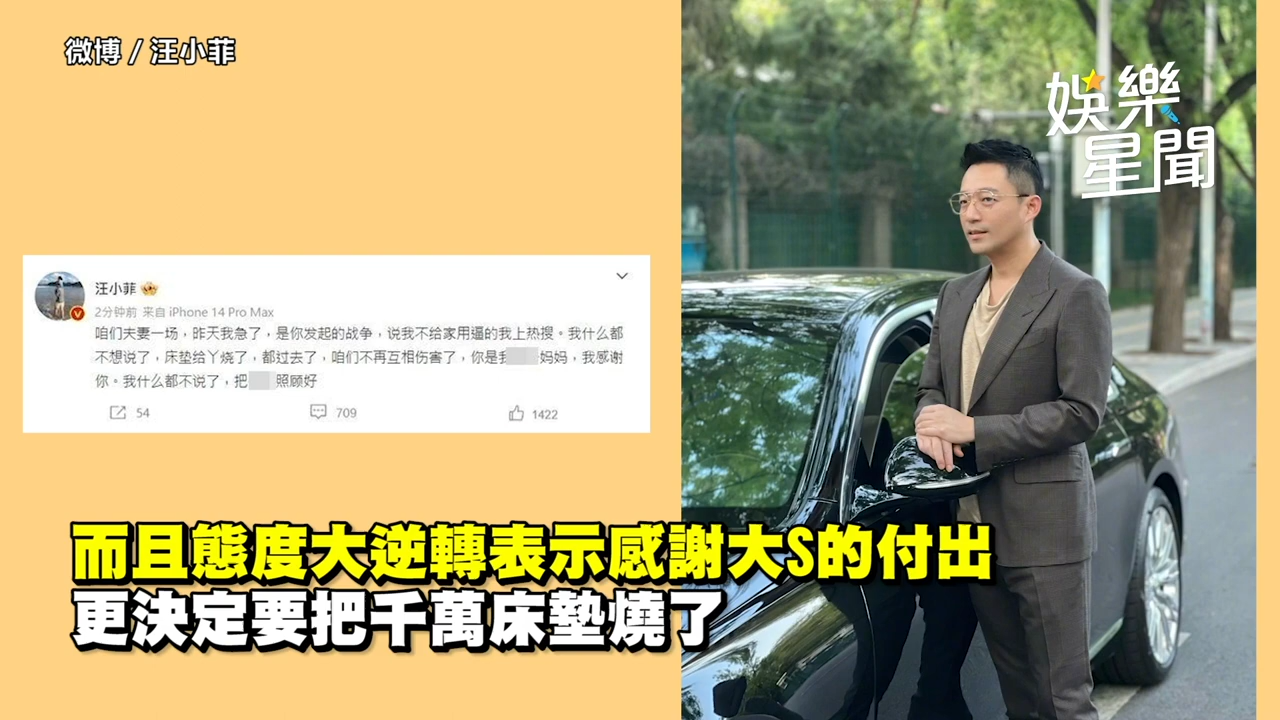 微博/汪小菲
娛樂
星聞
汪小菲
2分钟前 来自 iPhone 14 Pro Max
咱们夫妻一场，昨天我急了，是你发起的战争，说我不给家用逼的我上热搜。我什么都
不想说了，床垫给丫烧了，都过去了，咱们不再互相伤害了，你是我 妈妈，我感谢
你。我什么都不说了，把 照顾好
54 709 1422
而且態度大逆轉表示感謝大S的付出
更決定要把千萬床墊燒了